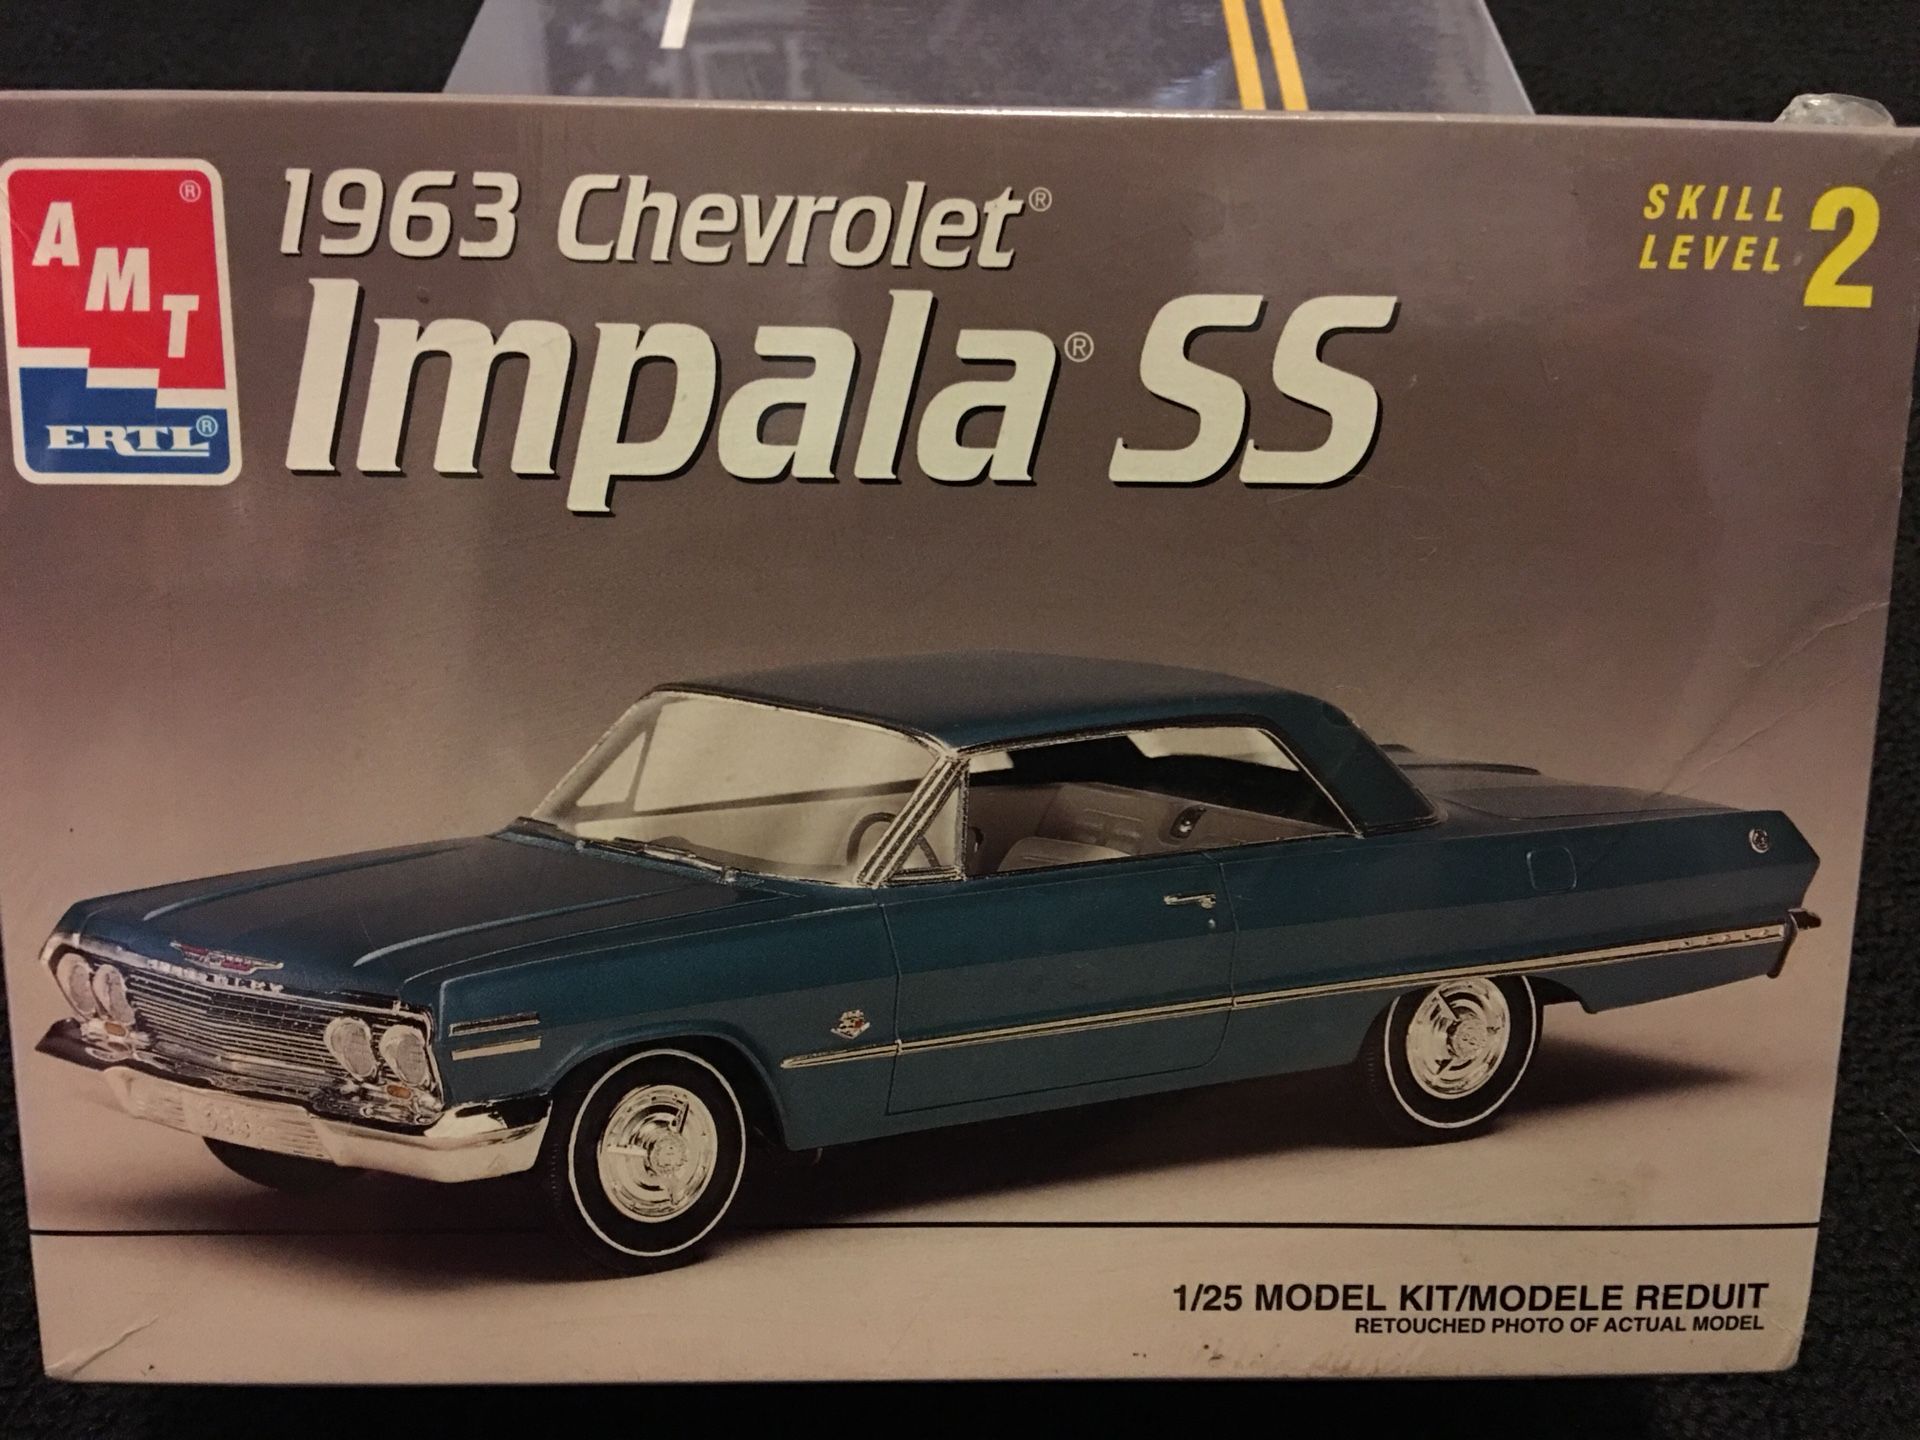 AMT®
ERTL®
1963 Chevrolet®
Impala® SS
SKILL
LEVEL 2
1/25 MODEL KIT/MODELE REDUIT
RETOUCHED PHOTO OF ACTUAL MODEL